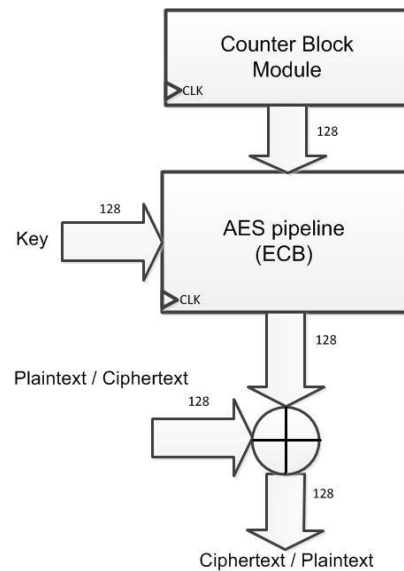 Counter Block
Module
CLK
128
128
Key
AES pipeline
(ECB)
CLK
128
Plaintext / Ciphertext
128
128
Ciphertext / Plaintext